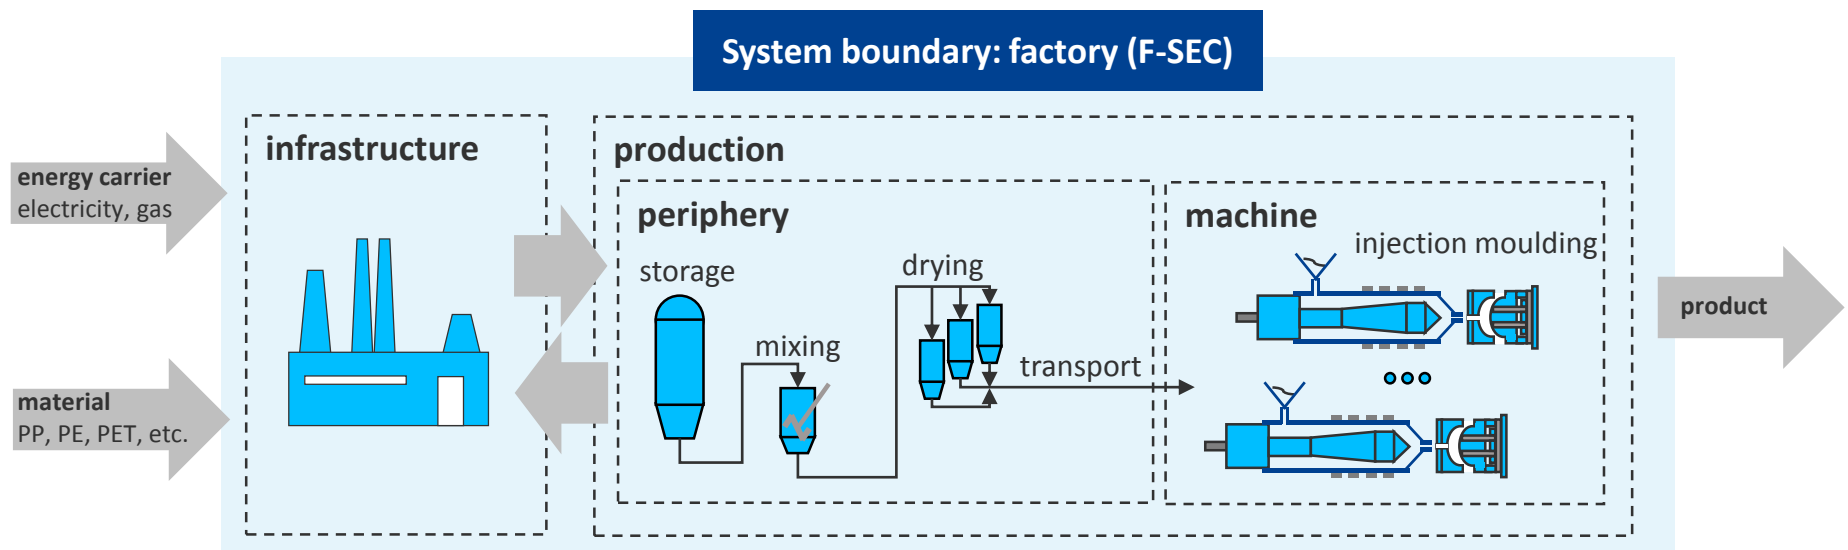 System boundary: factory (F-SEC)
energy carrier
electricity, gas
material
PP, PE, PET, etc.
infrastructure
production
periphery
storage
mixing
drying
transport
machine
injection moulding
product